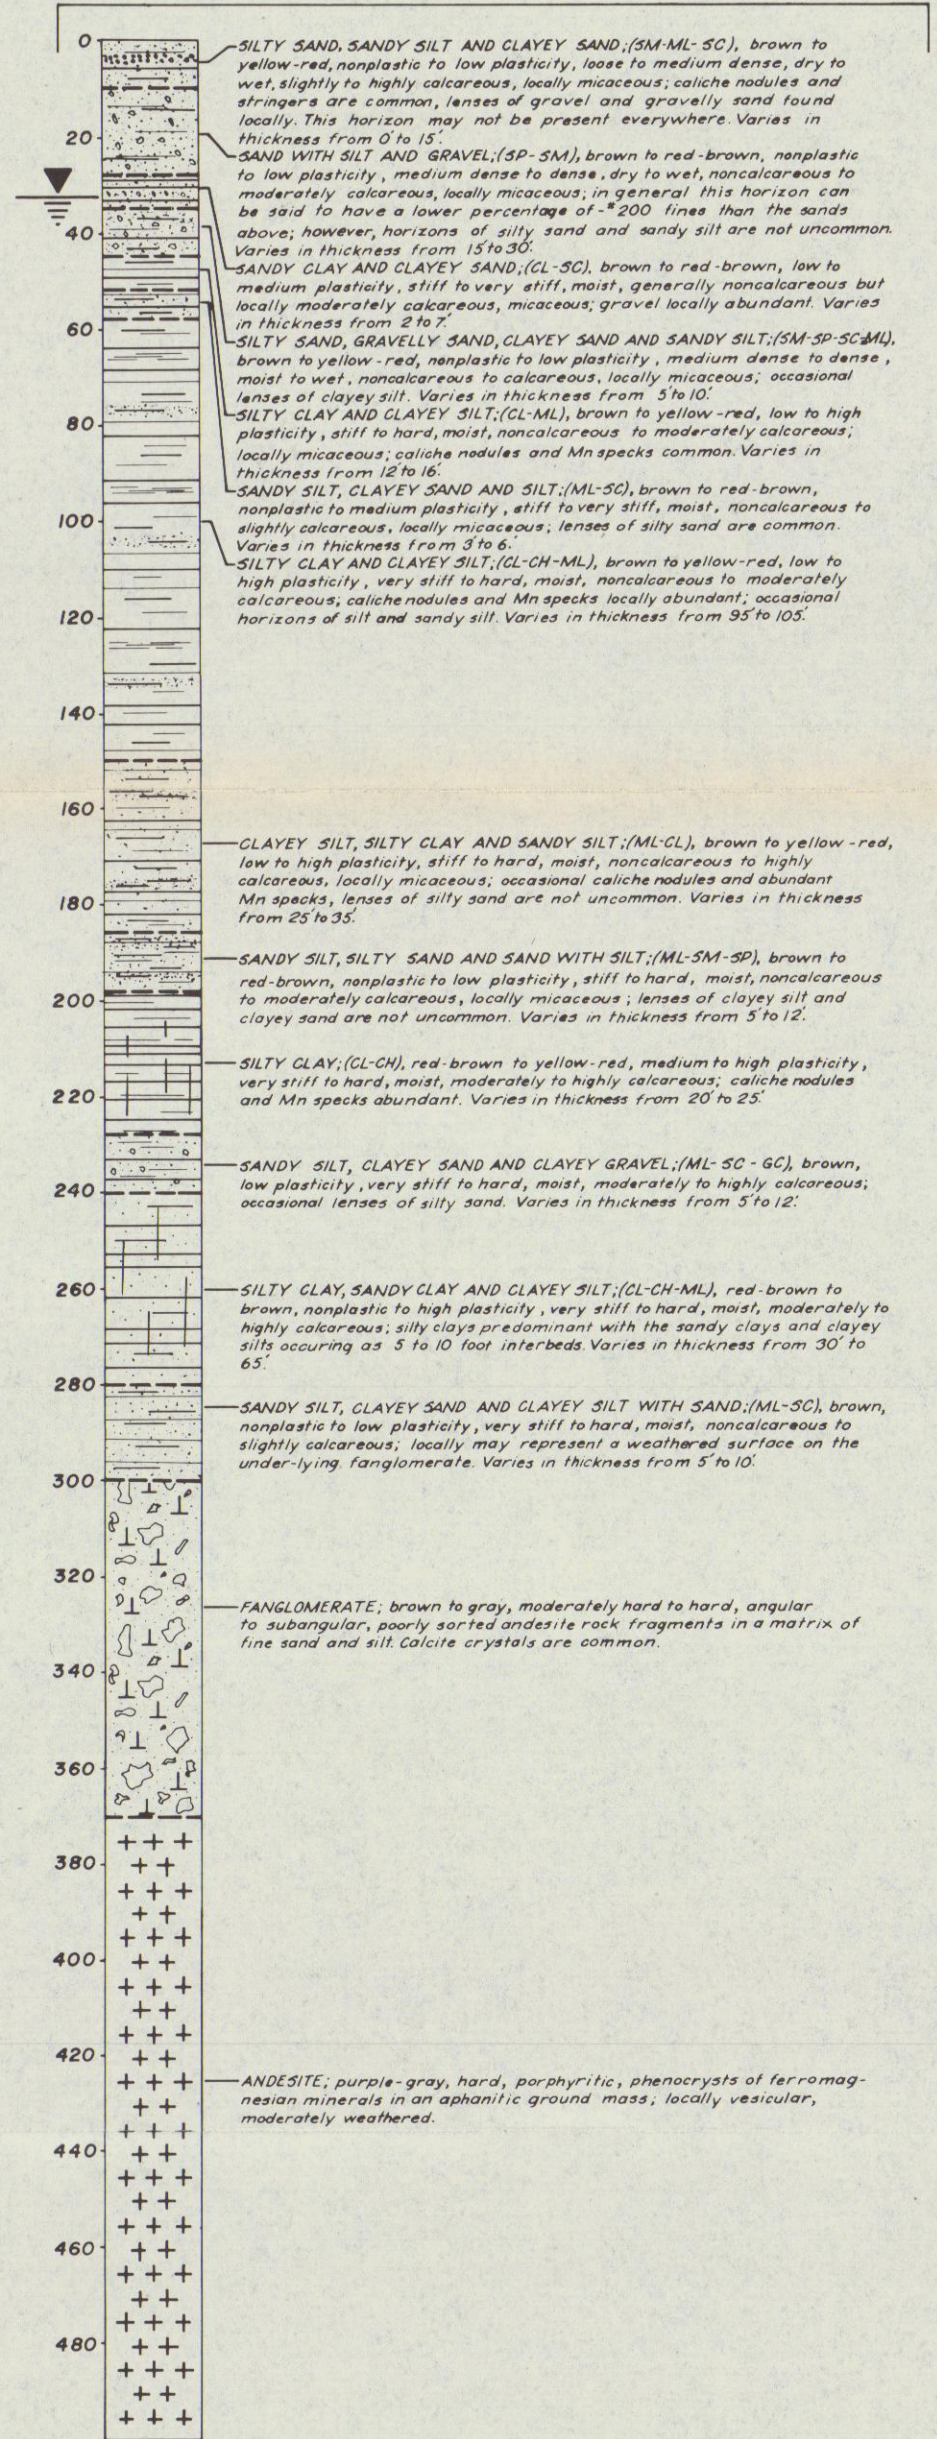 0
SILTY SAND, SANDY SILT AND CLAYEY SAND;(SM-ML-SC), brown to
yellow-red, nonplastic to low plasticity, loose to medium dense, dry to
wet, slightly to highly calcareous, locally micaceous; caliche nodules and
stringers are common, lenses of gravel and gravelly sand found
locally. This horizon may not be present everywhere. Varies in
thickness from 0' to 15'.
20
SAND WITH SILT AND GRAVEL;(SP-SM), brown to red-brown, nonplastic
to low plasticity, medium dense to dense, dry to wet, noncalcareous to
moderately calcareous, locally micaceous; in general this horizon can
be said to have a lower percentage of -#200 fines than the sands
above; however, horizons of silty sand and sandy silt are not uncommon.
Varies in thickness from 15' to 30'.
40
SANDY CLAY AND CLAYEY SAND;(CL-SC), brown to red-brown, low to
medium plasticity, stiff to very stiff, moist, generally noncalcareous but
locally moderately calcareous, micaceous; gravel locally abundant. Varies
in thickness from 2 to 7'.
60
SILTY SAND, GRAVELLY SAND, CLAYEY SAND AND SANDY SILT;(SM-SP-SC-ML),
brown to yellow-red, nonplastic to low plasticity, medium dense to dense,
moist to wet, noncalcareous to calcareous, locally micaceous; occasional
lenses of clayey silt. Varies in thickness from 5' to 10'.
80
SILTY CLAY AND CLAYEY SILT;(CL-ML), brown to yellow-red, low to high
plasticity, stiff to hard, moist, noncalcareous to moderately calcareous;
locally micaceous; caliche nodules and Mn specks common. Varies in
thickness from 12' to 16'.
SANDY SILT, CLAYEY SAND AND SILT;(ML-SC), brown to red-brown,
nonplastic to medium plasticity, stiff to very stiff, moist, noncalcareous to
slightly calcareous, locally micaceous; lenses of silty sand are common.
Varies in thickness from 3' to 6'.
100
SILTY CLAY AND CLAYEY SILT;(CL-CH-ML), brown to yellow-red, low to
high plasticity, very stiff to hard, moist, noncalcareous to moderately
calcareous; caliche nodules and Mn specks locally abundant; occasional
horizons of silt and sandy silt. Varies in thickness from 95' to 105'.
120
140
160
CLAYEY SILT, SILTY CLAY AND SANDY SILT;(ML-CL), brown to yellow-red,
low to high plasticity, stiff to hard, moist, noncalcareous to highly
calcareous, locally micaceous; occasional caliche nodules and abundant
Mn specks, lenses of silty sand are not uncommon. Varies in thickness
from 25' to 35'.
180
SANDY SILT, SILTY SAND AND SAND WITH SILT;(ML-SM-SP), brown to
red-brown, nonplastic to low plasticity, stiff to hard, moist, noncalcareous
to moderately calcareous, locally micaceous; lenses of clayey silt and
clayey sand are not uncommon. Varies in thickness from 5' to 12'.
200
SILTY CLAY;(CL-CH), red-brown to yellow-red, medium to high plasticity,
very stiff to hard, moist, moderately to highly calcareous; caliche nodules
and Mn specks abundant. Varies in thickness from 20' to 25'.
220
SANDY SILT, CLAYEY SAND AND CLAYEY GRAVEL;(ML-SC-GC), brown,
low plasticity, very stiff to hard, moist, moderately to highly calcoreous;
occasional lenses of silty sand. Varies in thickness from 5' to 12'.
240
260
SILTY CLAY, SANDY CLAY AND CLAYEY SILT;(CL-CH-ML), red-brown to
brown, nonplastic to high plasticity, very stiff to hard, moist, moderately to
highly calcareous; silty clays predominant with the sandy clays and clayey
silts occuring as 5 to 10 foot interbeds. Varies in thickness from 30' to
65'.
280
SANDY SILT, CLAYEY SAND AND CLAYEY SILT WITH SAND;(ML-SC), brown,
nonplastic to low plasticity, very stiff to hard, moist, noncalcareous to
slightly calcareous; locally may represent a weathered surface on the
under-lying fanglomerate. Varies in thickness from 5' to 10'.
300
320
FANGLOMERATE; brown to gray, moderately hard to hard, angular
to subangular, poorly sorted andesite rock fragments in a matrix of
fine sand and silt. Calcite crystals are common.
340
360
380
400
420
ANDESITE; purple-gray, hard, porphyritic, phenocrysts of ferromag-
nesian minerals in an aphanitic ground mass; locally vesicular,
moderately weathered.
440
460
480